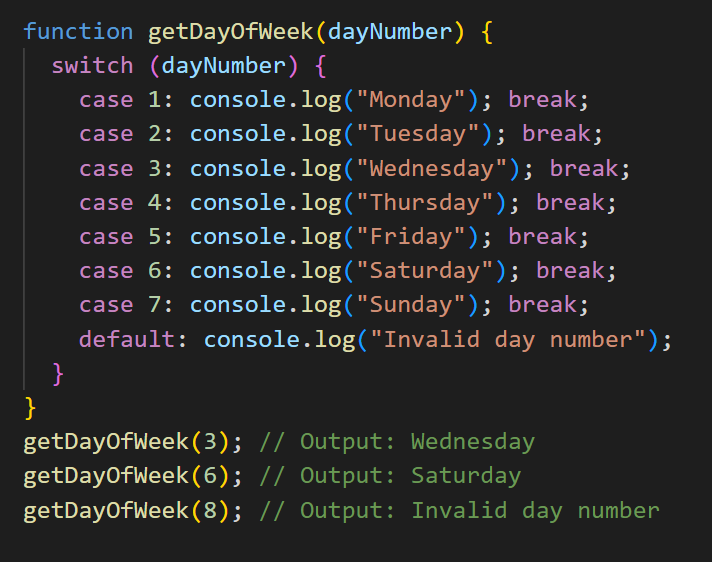 function getDayOfWeek(dayNumber) {
  switch (dayNumber) {
    case 1: console.log("Monday"); break;
    case 2: console.log("Tuesday"); break;
    case 3: console.log("Wednesday"); break;
    case 4: console.log("Thursday"); break;
    case 5: console.log("Friday"); break;
    case 6: console.log("Saturday"); break;
    case 7: console.log("Sunday"); break;
    default: console.log("Invalid day number");
  }
}
getDayOfWeek(3); // Output: Wednesday
getDayOfWeek(6); // Output: Saturday
getDayOfWeek(8); // Output: Invalid day number